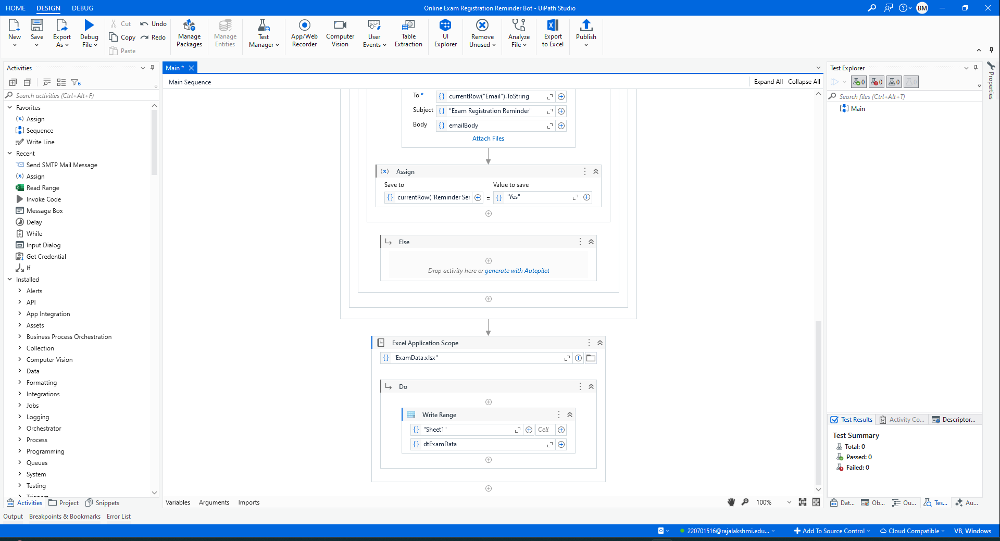 HOME DESIGN DEBUG
Online Exam Registration Reminder Bot - UiPath Studio
BM
New
Save
Export As
Debug File
Cut
Copy
Paste
Undo
Redo
Manage Packages
Manage Entities
Test Manager
App/Web Recorder
Computer Vision
User Events
Table Extraction
UI Explorer
Remove Unused
Analyze File
Export to Excel
Publish
Activities
6
Search activities (Ctrl+Alt+F)
Favorites
Assign
Sequence
Write Line
Recent
Send SMTP Mail Message
Assign
Read Range
Invoke Code
Message Box
Delay
While
Input Dialog
Get Credential
If
Installed
Alerts
API
App Integration
Assets
Business Process Orchestration
Collection
Computer Vision
Data
Formatting
Integrations
Jobs
Logging
Orchestrator
Process
Programming
Queues
System
Testing
Triggers
Activities Project Snippets
Main *
Main Sequence
Expand All Collapse All
To * {} currentRow("Email").ToString
Subject {} "Exam Registration Reminder"
Body {} emailBody
Attach Files
(x) Assign
Save to Value to save
{} currentRow("Reminder Ser = {} "Yes"
Else
Drop activity here or generate with Autopilot
Excel Application Scope
{} "ExamData.xlsx"
Do
Write Range
{} "Sheet1" Cell
{} dtExamData
Variables Arguments Imports
100%
Test Explorer
0 0 0 0
Search files (Ctrl+Alt+T)
Main
Properties
Test Results Activity Co... Descriptor...
Test Summary
Total: 0
Passed: 0
Failed: 0
Dat... Ob... Ou... Tes... Au...
Output Breakpoints & Bookmarks Error List
220701516@rajalakshmi.edu... Add To Source Control Cloud Compatible VB, Windows